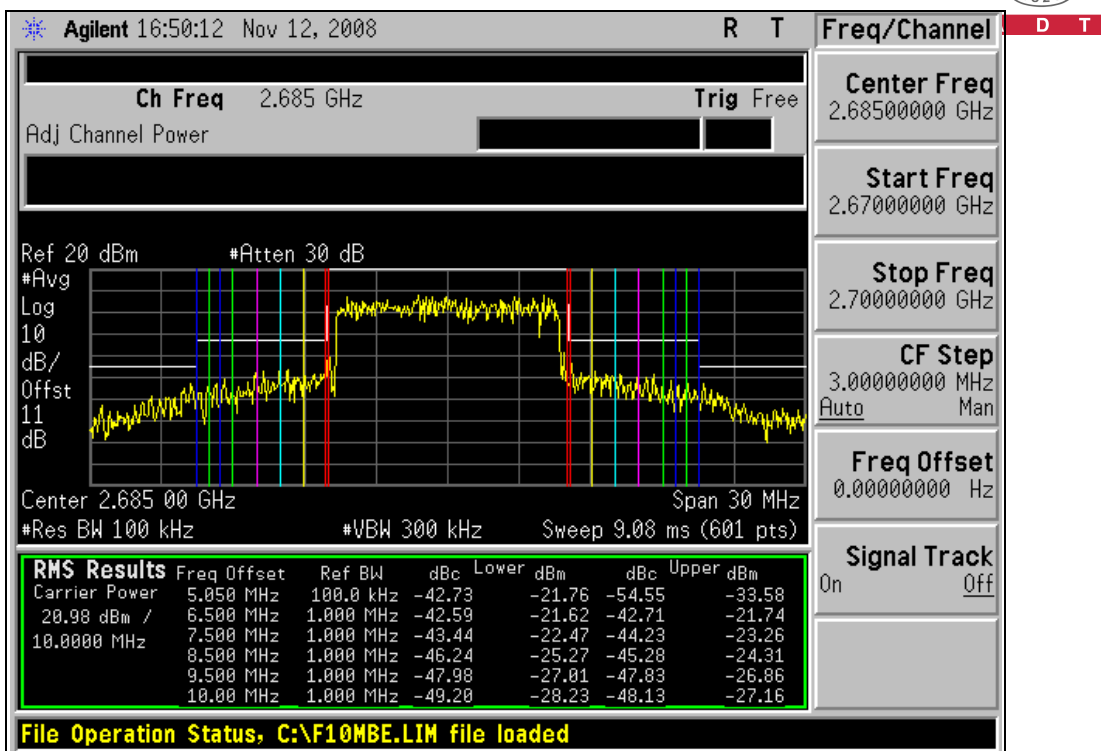 Agilent 16:50:12 Nov 12, 2008 R T
Freq/Channel
D T
Ch Freq 2.685 GHz Trig Free
Adj Channel Power
Center Freq
2.68500000 GHz
Start Freq
2.67000000 GHz
Stop Freq
2.70000000 GHz
CF Step
3.00000000 MHz
Auto Man
Freq Offset
0.00000000 Hz
Signal Track
On Off
Ref 20 dBm #Atten 30 dB
#Avg
Log
10
dB/
Offst
11
dB
Center 2.685 00 GHz Span 30 MHz
#Res BW 100 kHz #VBW 300 kHz Sweep 9.08 ms (601 pts)
RMS Results Freq Offset Ref BW dBc Lower dBm dBc Upper dBm
Carrier Power 5.050 MHz 100.0 kHz -42.73 -21.76 -54.55 -33.58
20.98 dBm / 6.500 MHz 1.000 MHz -42.59 -21.62 -42.71 -21.74
10.0000 MHz 7.500 MHz 1.000 MHz -43.44 -22.47 -44.23 -23.26
8.500 MHz 1.000 MHz -46.24 -25.27 -45.28 -24.31
9.500 MHz 1.000 MHz -47.98 -27.01 -47.83 -26.86
10.00 MHz 1.000 MHz -49.20 -28.23 -48.13 -27.16
File Operation Status, C:\F10MBE.LIM file loaded